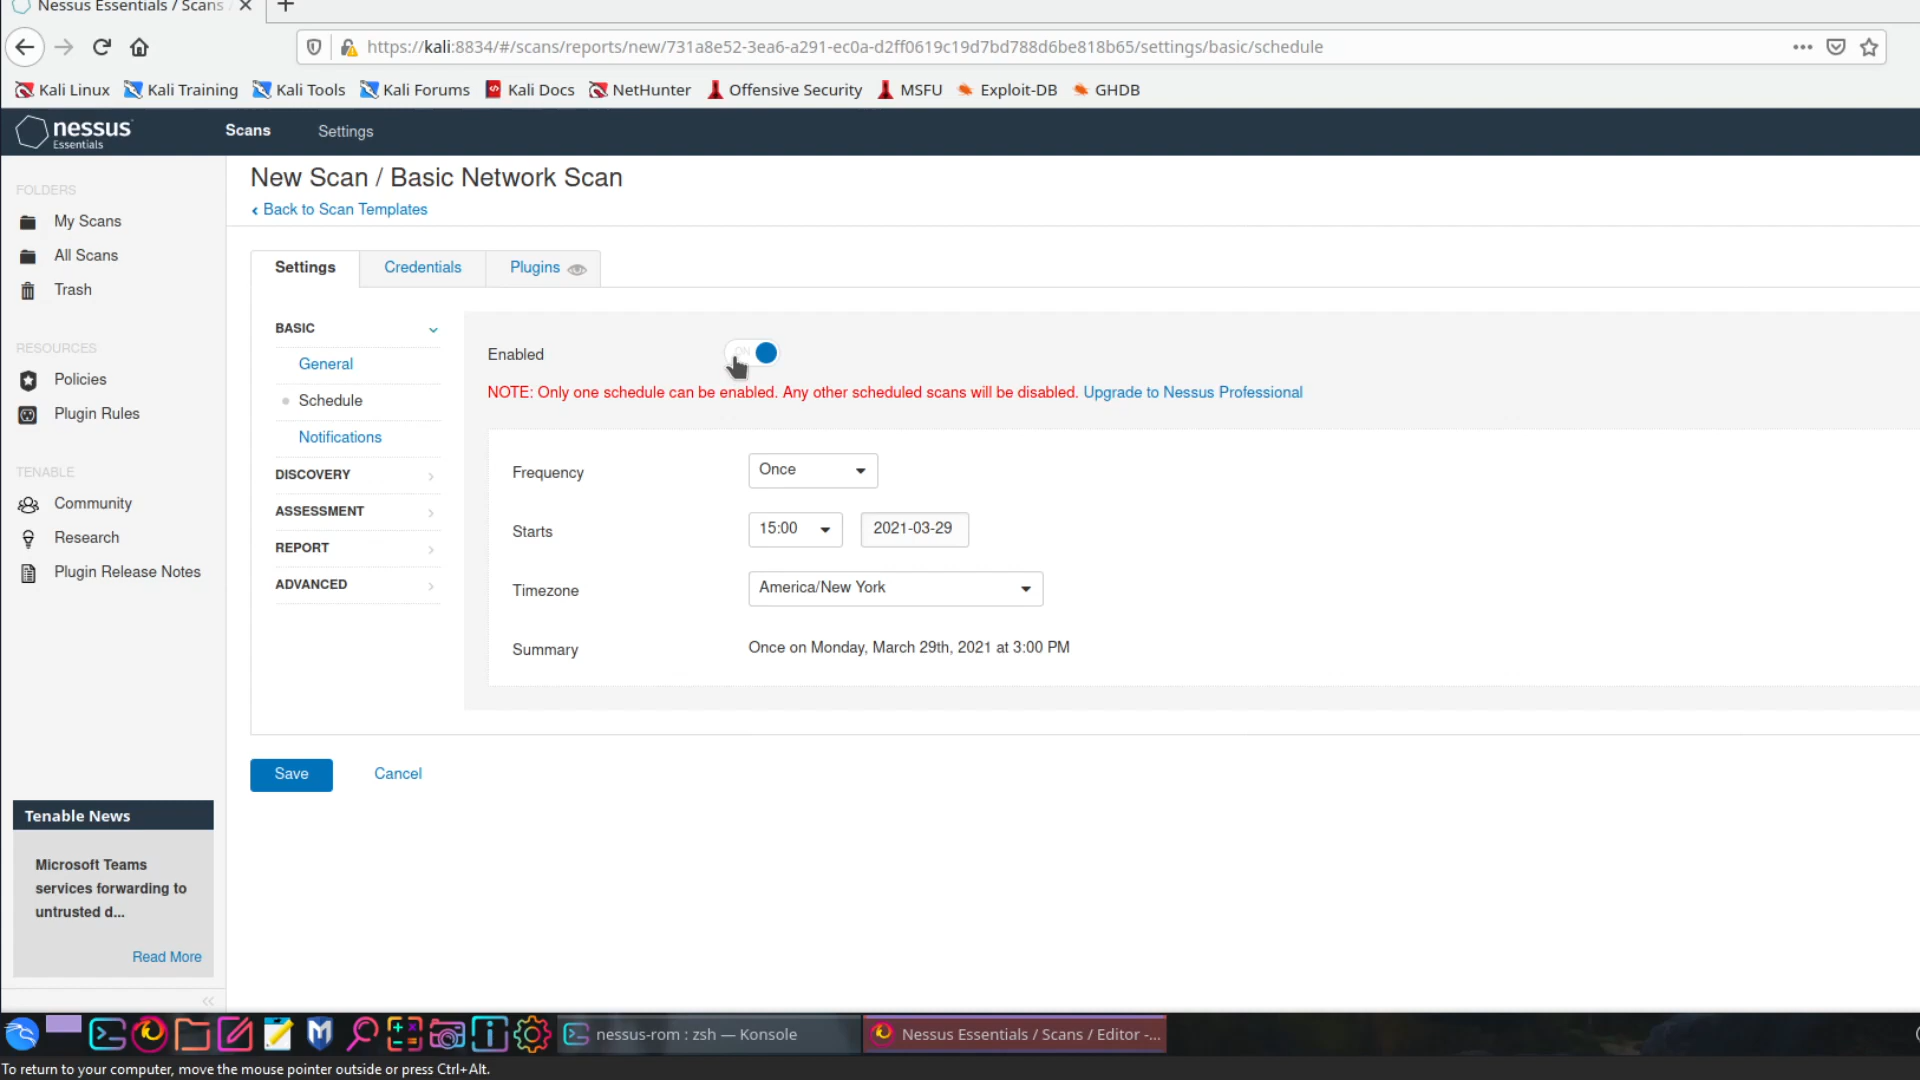 Nessus Essentials / Scans /
https://kali:8834/#/scans/reports/new/731a8e52-3ea6-a291-ec0a-d2ff0619c19d7bd788d6be818b65/settings/basic/schedule
Kali Linux Kali Training Kali Tools Kali Forums Kali Docs NetHunter Offensive Security MSFU Exploit-DB GHDB
nessus
Essentials
Scans Settings
New Scan / Basic Network Scan
‹ Back to Scan Templates
FOLDERS
My Scans
All Scans
Trash
RESOURCES
Policies
Plugin Rules
TENABLE
Community
Research
Plugin Release Notes
Settings Credentials Plugins
BASIC
General
Schedule
Notifications
DISCOVERY
ASSESSMENT
REPORT
ADVANCED
Enabled ON
NOTE: Only one schedule can be enabled. Any other scheduled scans will be disabled. Upgrade to Nessus Professional
Frequency Once
Starts 15:00 2021-03-29
Timezone America/New York
Summary Once on Monday, March 29th, 2021 at 3:00 PM
Save Cancel
Tenable News
Microsoft Teams
services forwarding to
untrusted d...
Read More
nessus-rom : zsh — Konsole Nessus Essentials / Scans / Editor -...
To return to your computer, move the mouse pointer outside or press Ctrl+Alt.